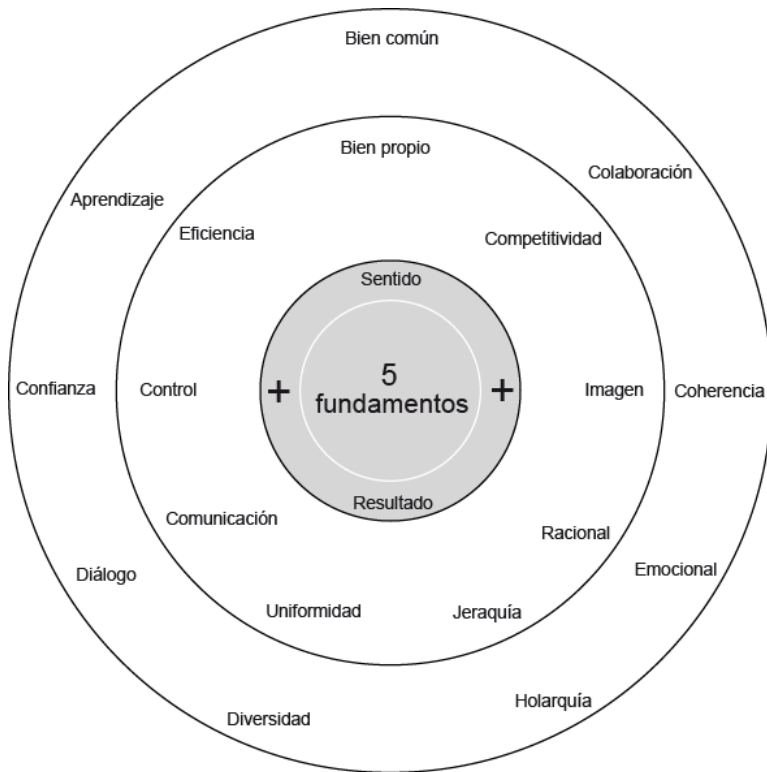 Bien común
Bien propio
Colaboración
Aprendizaje
Eficiencia
Competitividad
Sentido
5
fundamentos
+
+
Confianza
Control
Imagen
Coherencia
Resultado
Comunicación
Racional
Emocional
Diálogo
Uniformidad
Jeraquía
Holarquía
Diversidad